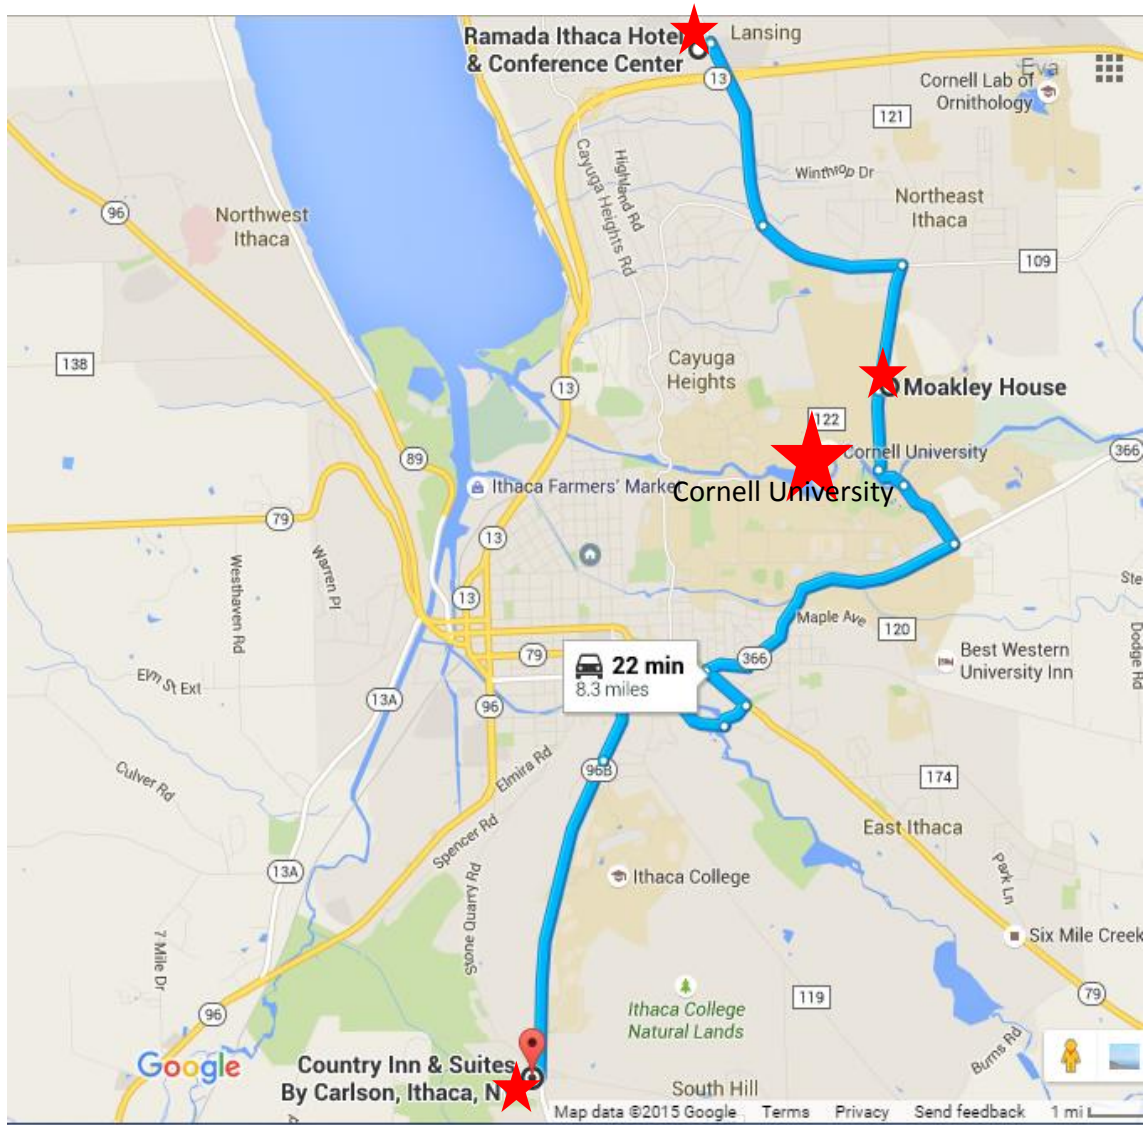 Ramada Ithaca Hotel
& Conference Center
Lansing
13
Eva
Cornell Lab of
Ornithology
121
Winthrop Dr
Highland Rd
Cayuga Heights Rd
96
Northwest
Ithaca
Northeast
Ithaca
109
138
13
Cayuga
Heights
Moakley House
122
Cornell University
366
89
Ithaca Farmers' Market
Cornell University
79
13
Warren Pl
Westhaven Rd
13
Maple Ave
120
Dodge Rd
79
22 min
8.3 miles
366
Best Western
University Inn
13A
96
Elmira Rd
96B
Culver Rd
174
East Ithaca
Spencer Rd
13A
Ithaca College
Park Ln
Stone Quarry Rd
7 Mile Dr
Six Mile Creek
79
96
Ithaca College
Natural Lands
119
Burns Rd
Google
Country Inn & Suites
By Carlson, Ithaca, N
South Hill
Map data ©2015 Google Terms Privacy Send feedback 1 mi